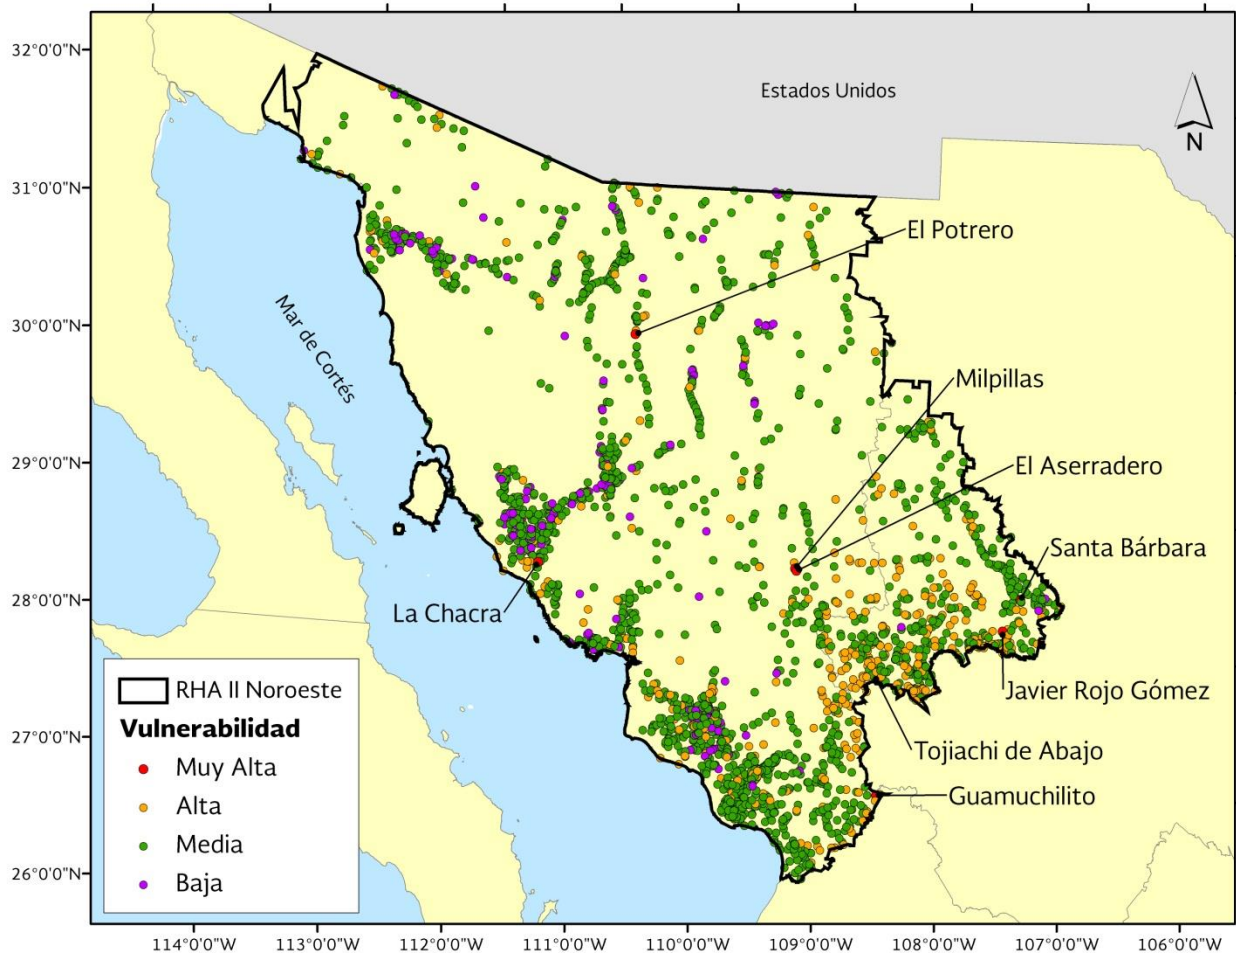 32°0'0"N
31°0'0"N
30°0'0"N
29°0'0"N
28°0'0"N
27°0'0"N
26°0'0"N
Estados Unidos
N
Mar de Cortés
El Potrero
Milpillas
El Aserradero
Santa Bárbara
La Chacra
Javier Rojo Gómez
Tojiachi de Abajo
Guamuchilito
RHA II Noroeste
Vulnerabilidad
Muy Alta
Alta
Media
Baja
114°0'0"W 113°0'0"W 112°0'0"W 111°0'0"W 110°0'0"W 109°0'0"W 108°0'0"W 107°0'0"W 106°0'0"W